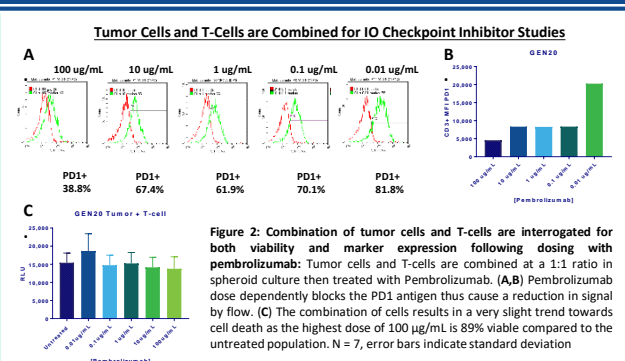 Tumor Cells and T-Cells are Combined for IO Checkpoint Inhibitor Studies
A
100 ug/mL 10 ug/mL 1 ug/mL 0.1 ug/mL 0.01 ug/mL
PD1+ PD1+ PD1+ PD1+ PD1+
38.8% 67.4% 61.9% 70.1% 81.8%
B
GEN20
CD3+ MFI PD1
25,000
20,000
15,000
10,000
5,000
0
100 ug/mL 10 ug/mL 1 ug/mL 0.1 ug/mL 0.01 ug/mL
[Pembrolizumab]
C
GEN20 Tumor + T-cell
RLU
25,000
20,000
15,000
10,000
5,000
0
Untreated 0.01ug/mL 0.1ug/mL 1ug/mL 10ug/mL 100ug/mL
[Pembrolizumab]
Figure 2: Combination of tumor cells and T-cells are interrogated for
both viability and marker expression following dosing with
pembrolizumab: Tumor cells and T-cells are combined at a 1:1 ratio in
spheroid culture then treated with Pembrolizumab. (A,B) Pembrolizumab
dose dependently blocks the PD1 antigen thus cause a reduction in signal
by flow. (C) The combination of cells results in a very slight trend towards
cell death as the highest dose of 100 µg/mL is 89% viable compared to the
untreated population. N = 7, error bars indicate standard deviation